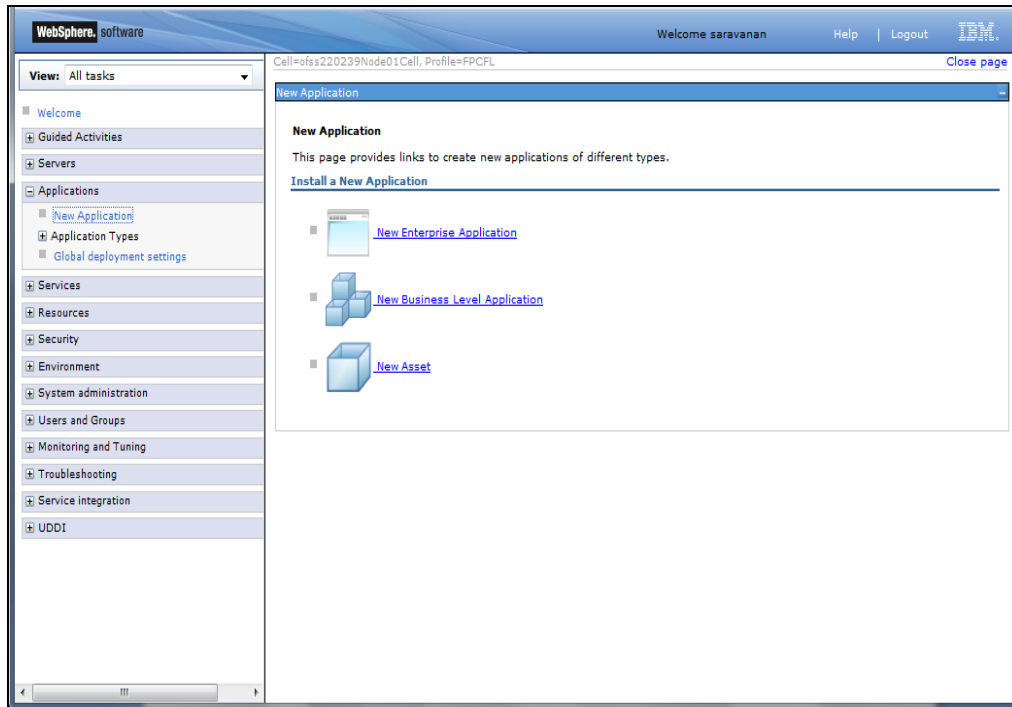 WebSphere. software
Welcome saravanan
Help | Logout
IBM.
View: All tasks
Cell=ofss220239Node01Cell, Profile=FPCFL
Close page
Welcome
Guided Activities
Servers
Applications
New Application
Application Types
Global deployment settings
Services
Resources
Security
Environment
System administration
Users and Groups
Monitoring and Tuning
Troubleshooting
Service integration
UDDI
New Application
New Application
This page provides links to create new applications of different types.
Install a New Application
New Enterprise Application
New Business Level Application
New Asset